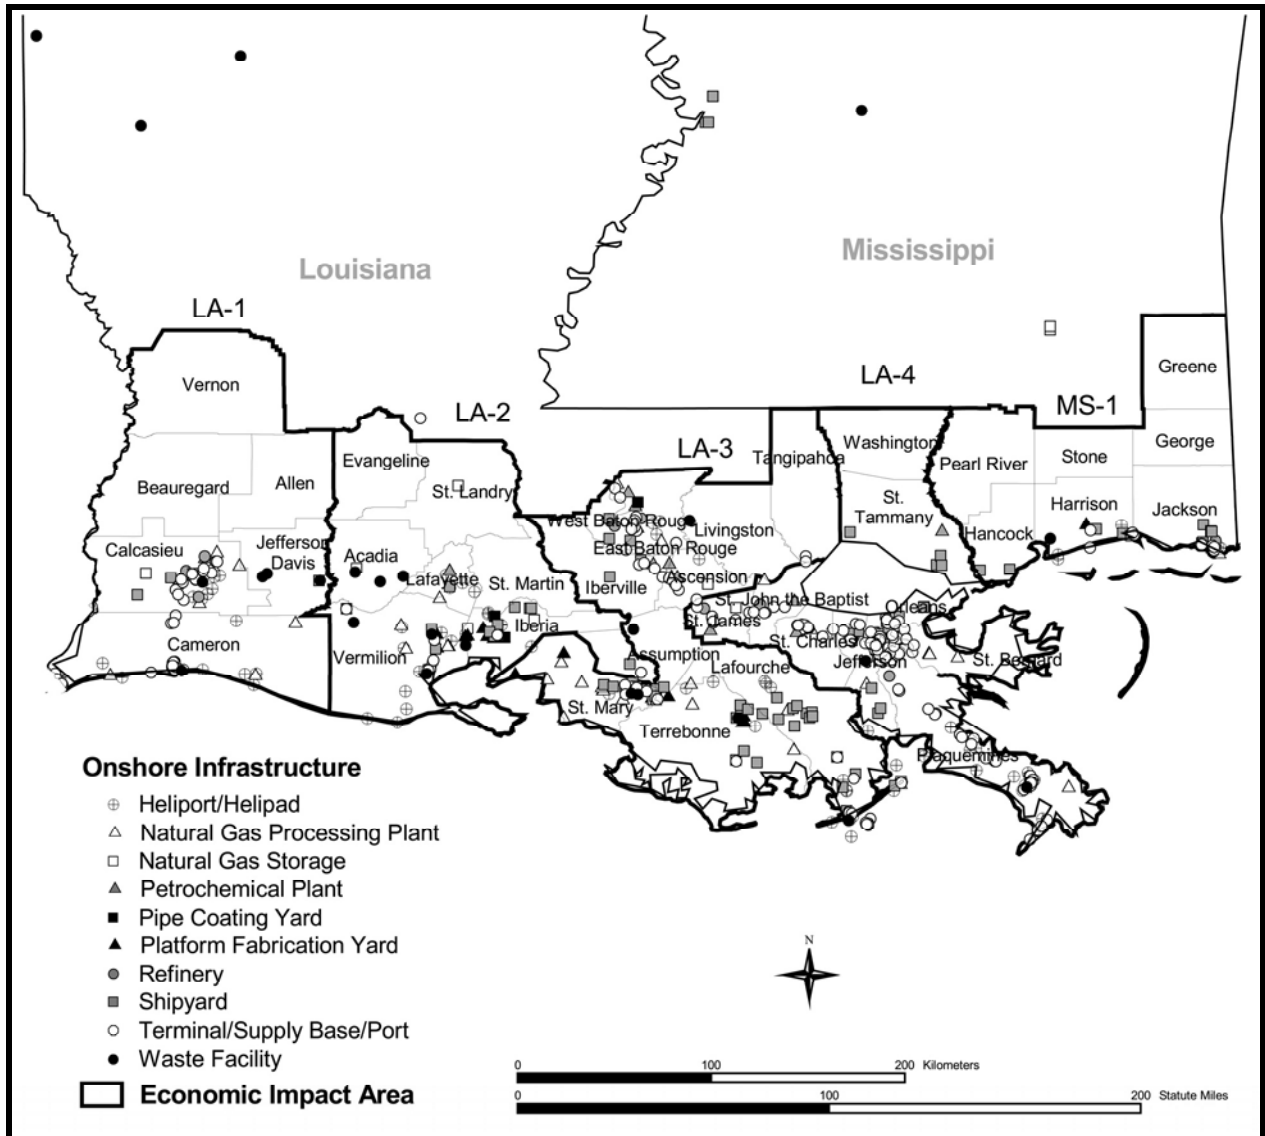 Louisiana
Mississippi
LA-1
LA-4
LA-2
MS-1
LA-3
Greene
Vernon
Washington
George
Tangipahoa
Evangeline
Pearl River
Stone
Beauregard
Allen
St. Landry
St.
Tammany
Harrison
Jackson
West Baton Rouge
Livingston
Hancock
Calcasieu
Jefferson
Davis
Acadia
East Baton Rouge
Lafayette
St. Martin
Iberville
Ascension
St. John the Baptist
Orleans
St. James
Iberia
Cameron
Vermilion
Assumption
St. Charles
Jefferson
St. Bernard
Lafourche
St. Mary
Terrebonne
Plaquemines
Onshore Infrastructure
Heliport/Helipad
Natural Gas Processing Plant
Natural Gas Storage
Petrochemical Plant
Pipe Coating Yard
Platform Fabrication Yard
Refinery
Shipyard
Terminal/Supply Base/Port
Waste Facility
Economic Impact Area
N
0 100 200 Kilometers
0 100 200 Statute Miles